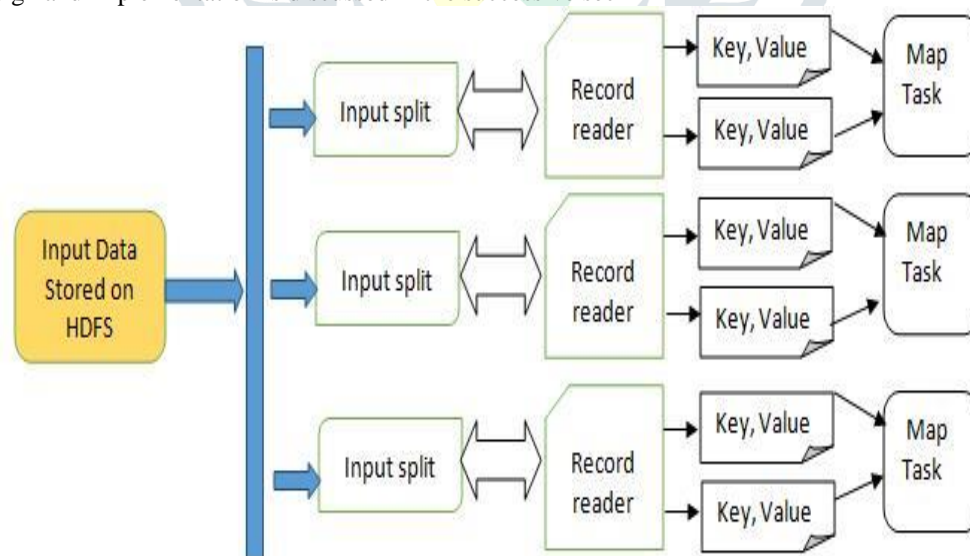 Key, Value
Map
Task
Input split
Record
reader
Key, Value
Input Data
Stored on
HDFS
Key, Value
Map
Task
Input split
Record
reader
Key, Value
Key, Value
Map
Task
Input split
Record
reader
Key, Value